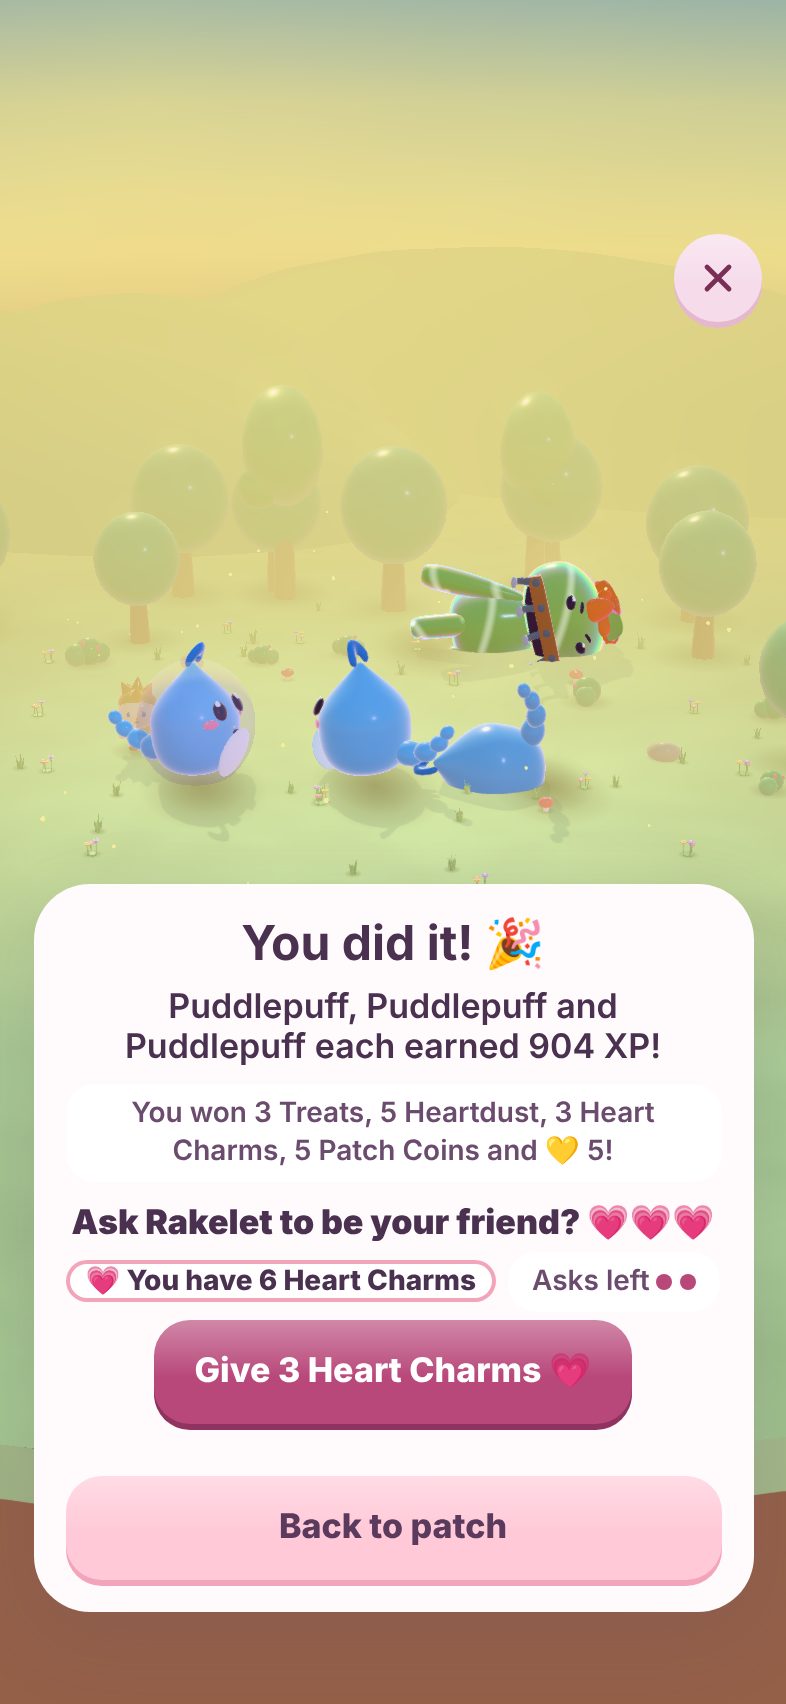 You did it! 🎉
Puddlepuff, Puddlepuff and
Puddlepuff each earned 904 XP!
You won 3 Treats, 5 Heartdust, 3 Heart
Charms, 5 Patch Coins and 💛 5!
Ask Rakelet to be your friend? 💗💗💗
💗 You have 6 Heart Charms
Asks left
Give 3 Heart Charms 💗
Back to patch